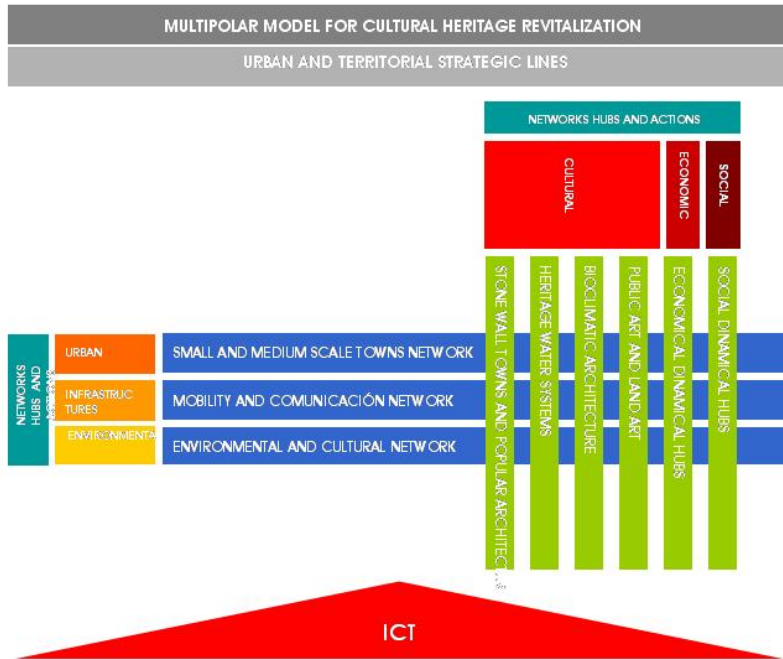 MULTIPOLAR MODEL FOR CULTURAL HERITAGE REVITALIZATION
URBAN AND TERRITORIAL STRATEGIC LINES
NETWORKS HUBS AND ACTIONS
CULTURAL
ECONOMIC
SOCIAL
STONE WALL TOWNS AND POPULAR
HERITAGE WATER SYSTEMS
BIOCLIMATIC ARCHITECTURE
PUBLIC ART AND LAND ART
ECONOMICAL DINAMICAL HUBS
SOCIAL DINAMICAL HUBS
NETWORKS
HUBS AND
URBAN
SMALL AND MEDIUM SCALE TOWNS NETWORK
INFRASTRUC
TURES
MOBILITY AND COMUNICACIÓN NETWORK
ENVIRONMENTAL AND CULTURAL NETWORK
ICT